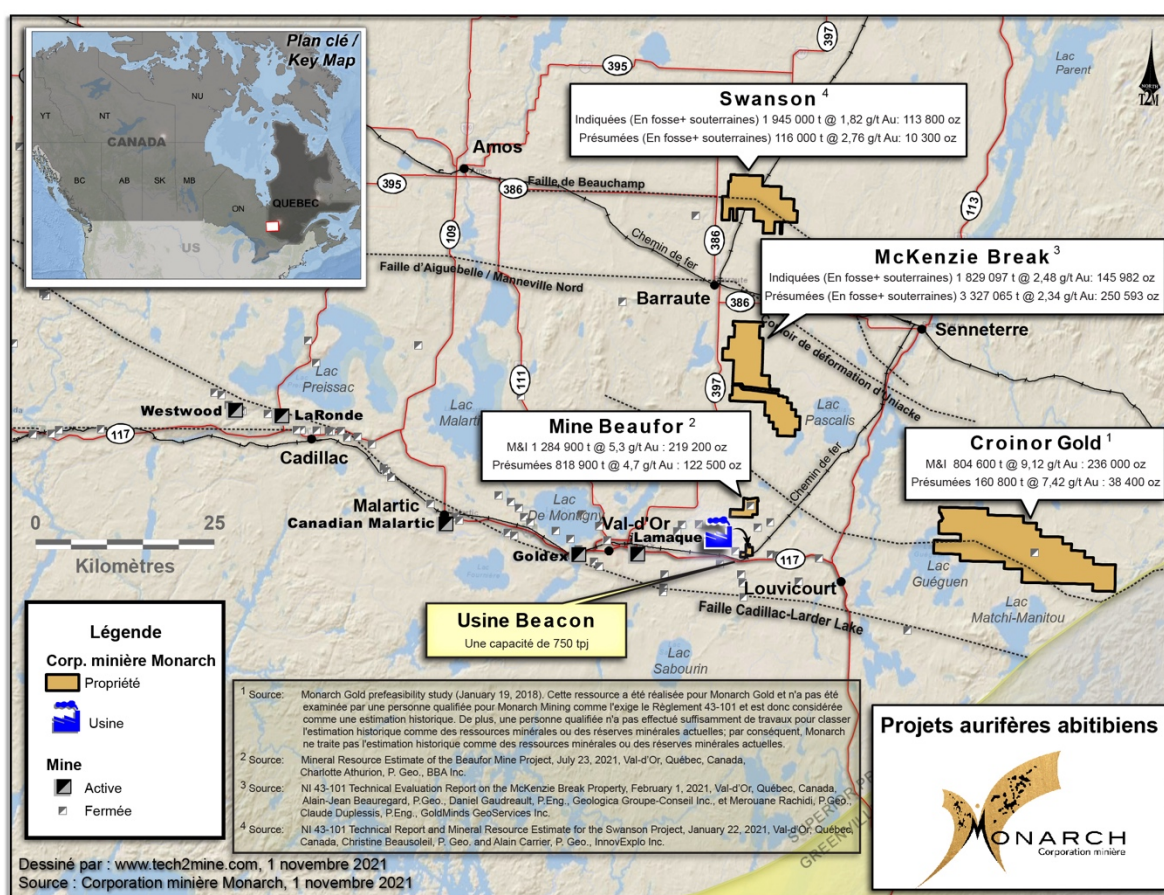 Plan clé /
Key Map
YT
NT
NU
CANADA
BC
AB
SK
MB
ON
QUEBEC
US
397
395
Lac
Parent
NORTH
T2M
Swanson 4
Indiquées (En fosse+ souterraines) 1 945 000 t @ 1,82 g/t Au: 113 800 oz
Présumées (En fosse+ souterraines) 116 000 t @ 2,76 g/t Au: 10 300 oz
Amos
395
386
Faille de Beauchamp
109
386
113
Chemin de fer
Faille d'Aiguebelle / Manneville Nord
McKenzie Break 3
Indiquées (En fosse+ souterraines) 1 829 097 t @ 2,48 g/t Au: 145 982 oz
Présumées (En fosse+ souterraines) 3 327 065 t @ 2,34 g/t Au: 250 593 oz
Barraute
386
Senneterre
Corridor de déformation d'Uniacke
Lac
Preissac
111
397
Westwood
LaRonde
Lac
Malartic
Lac
Pascalis
117
Cadillac
Mine Beaufor 2
M&I 1 284 900 t @ 5,3 g/t Au : 219 200 oz
Présumées 818 900 t @ 4,7 g/t Au : 122 500 oz
Croinor Gold 1
M&I 804 600 t @ 9,12 g/t Au : 236 000 oz
Présumées 160 800 t @ 7,42 g/t Au : 38 400 oz
Chemin de fer
Malartic
Canadian Malartic
Lac
De Montigny
Val-d'Or
Lamaque
Goldex
117
Louvicourt
Lac
Guéguen
Lac
Matchi-Manitou
0 25
Kilomètres
Usine Beacon
Une capacité de 750 tpj
Faille Cadillac-Larder Lake
Lac
Sabourin
Légende
Corp. minière Monarch
Propriété
Usine
Mine
Active
Fermée
1 Source: Monarch Gold prefeasibility study (January 19, 2018). Cette ressource a été réalisée pour Monarch Gold et n'a pas été
examinée par une personne qualifiée pour Monarch Mining comme l'exige le Règlement 43-101 et est donc considérée
comme une estimation historique. De plus, une personne qualifiée n'a pas effectué suffisamment de travaux pour classer
l'estimation historique comme des ressources minérales ou des réserves minérales actuelles; par conséquent, Monarch
ne traite pas l'estimation historique comme des ressources minérales ou des réserves minérales actuelles.
2 Source: Mineral Resource Estimate of the Beaufor Mine Project, July 23, 2021, Val-d'Or, Québec, Canada,
Charlotte Athurion, P. Geo., BBA Inc.
3 Source: NI 43-101 Technical Evaluation Report on the McKenzie Break Property, February 1, 2021, Val-d'Or, Québec, Canada,
Alain-Jean Beauregard, P.Geo., Daniel Gaudreault, P.Eng., Geologica Groupe-Conseil Inc., et Merouane Rachidi, P.Geo.,
Claude Duplessis, P.Eng., GoldMinds GeoServices Inc.
4 Source: NI 43-101 Technical Report and Mineral Resource Estimate for the Swanson Project, January 22, 2021, Val-d'Or, Québec,
Canada, Christine Beausoleil, P. Geo. and Alain Carrier, P. Geo., InnovExplo Inc.
Projets aurifères abitibiens
MONARCH
Corporation minière
Dessiné par : www.tech2mine.com, 1 novembre 2021
Source : Corporation minière Monarch, 1 novembre 2021